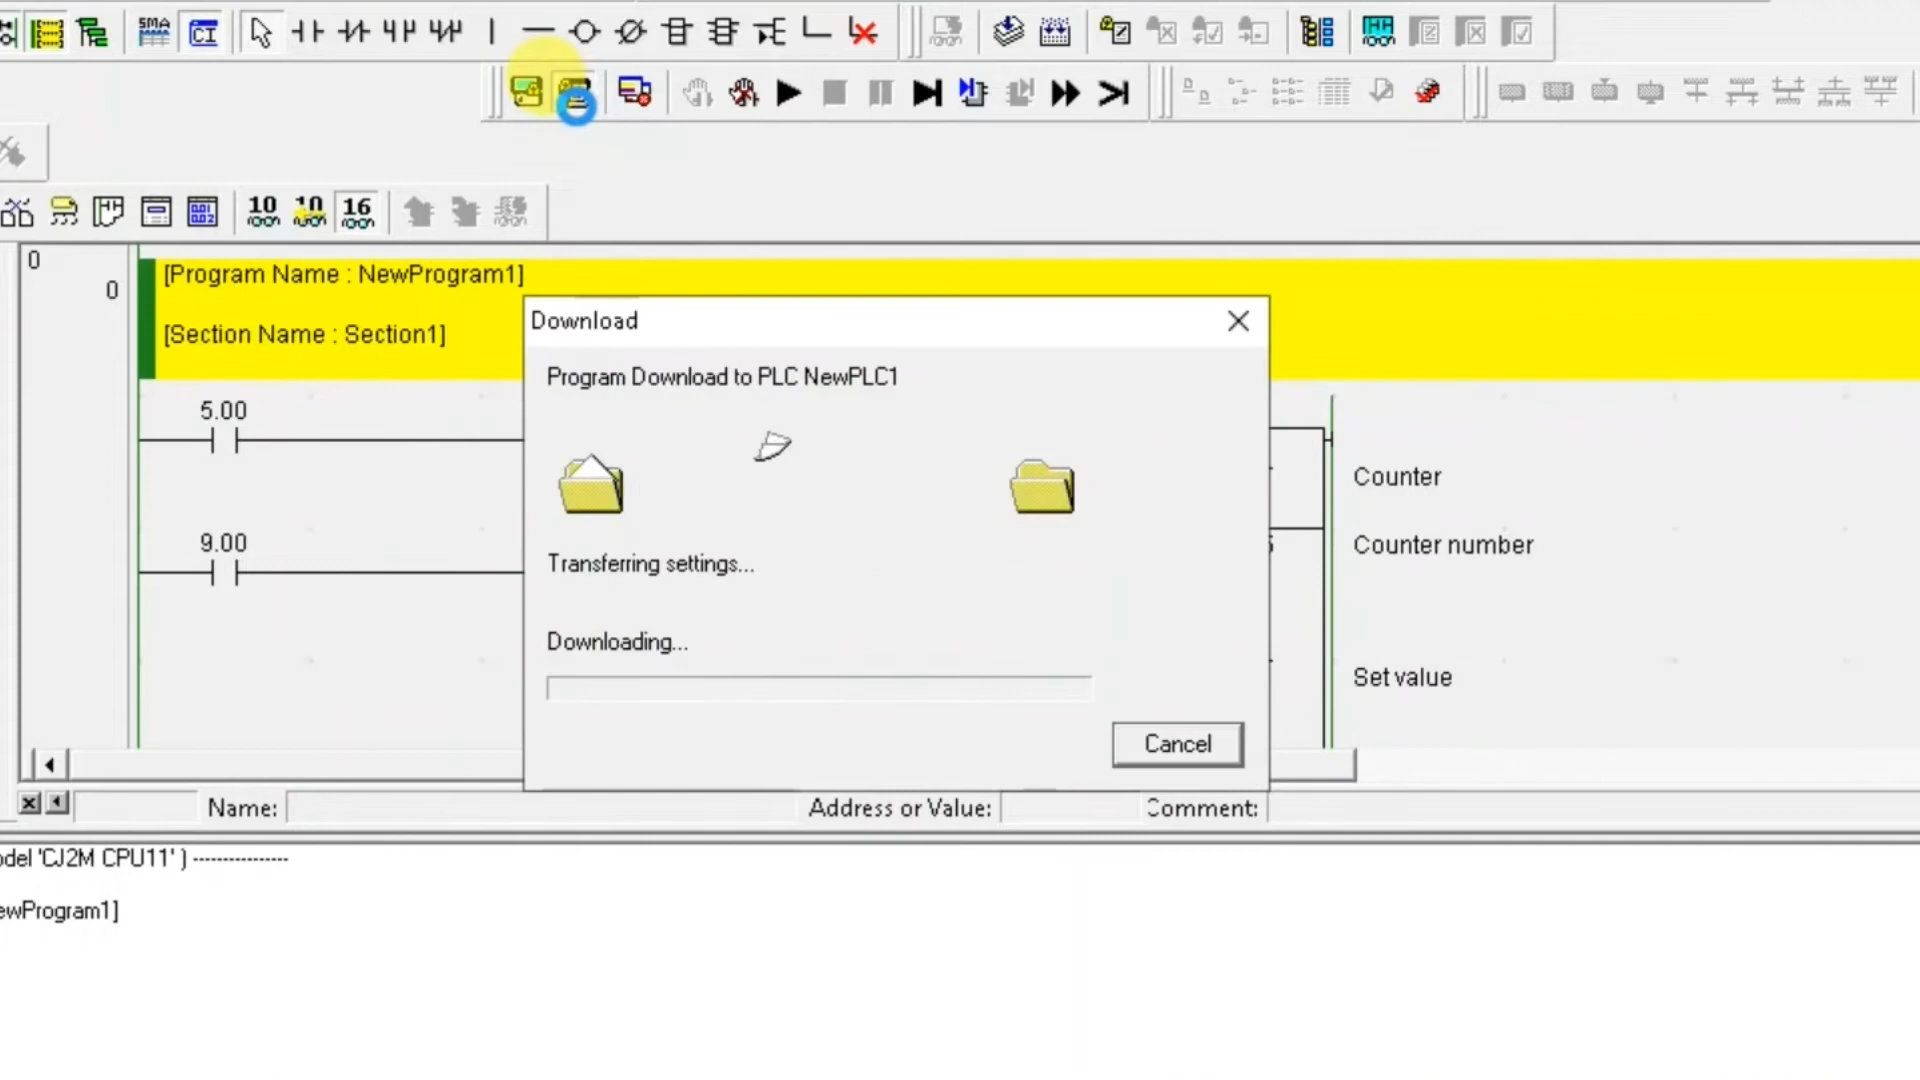 SMA
CI
10 10 16
0
0
[Program Name : NewProgram1]
[Section Name : Section1]
Download
Program Download to PLC NewPLC1
5.00
Counter
Counter number
9.00
Transferring settings...
Downloading...
Set value
Cancel
Name:
Address or Value:
Comment:
odel 'CJ2M CPU11' ) ----------------
ewProgram1]